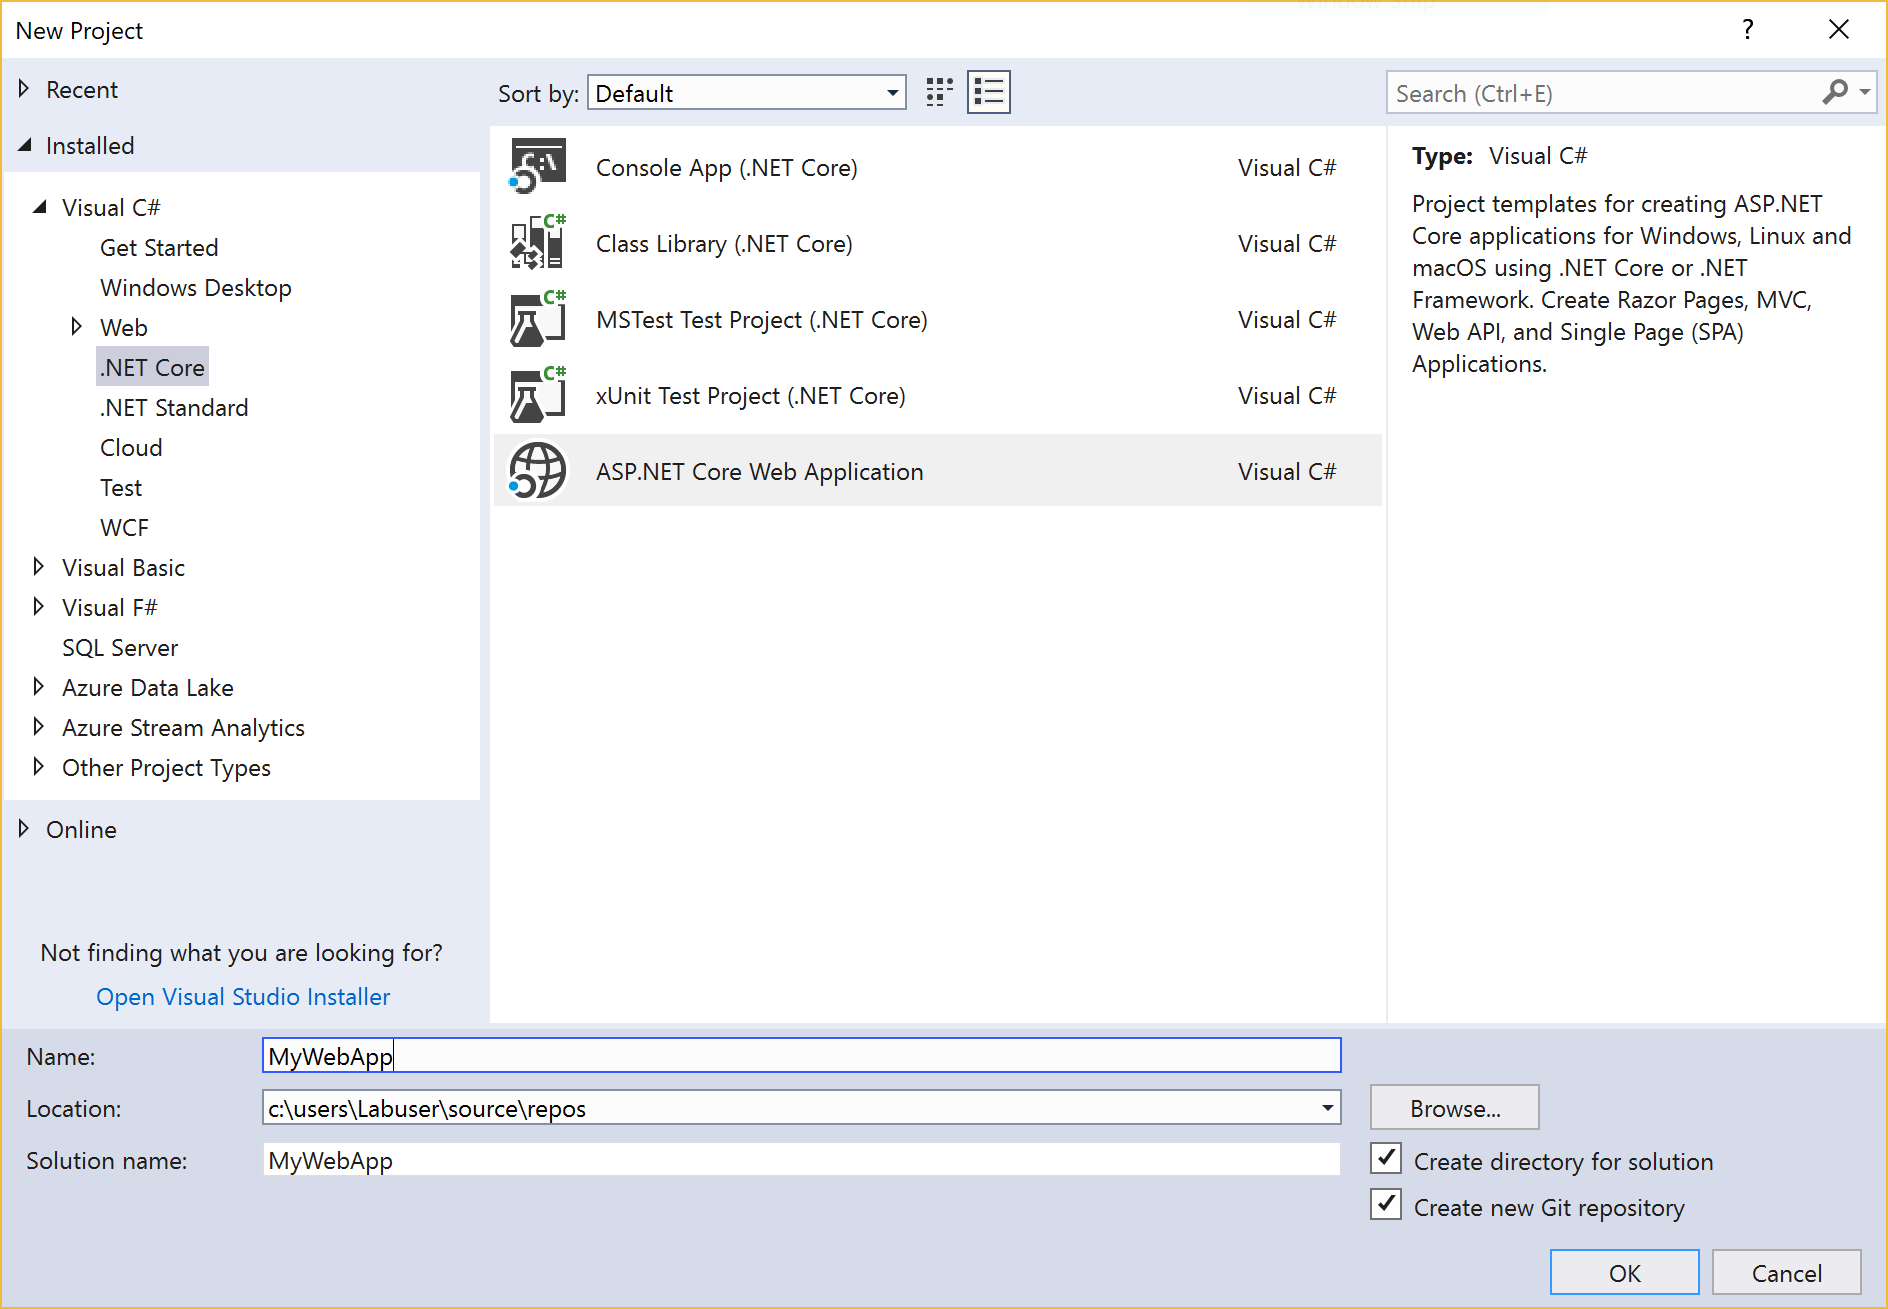 New Project
?
Recent
Installed
Sort by: Default
Search (Ctrl+E)
Visual C#
Get Started
Windows Desktop
Web
.NET Core
.NET Standard
Cloud
Test
WCF
Visual Basic
Visual F#
SQL Server
Azure Data Lake
Azure Stream Analytics
Other Project Types
Online
Not finding what you are looking for?
Open Visual Studio Installer
Console App (.NET Core) Visual C#
C# Class Library (.NET Core) Visual C#
C# MSTest Test Project (.NET Core) Visual C#
C# xUnit Test Project (.NET Core) Visual C#
ASP.NET Core Web Application Visual C#
Type: Visual C#
Project templates for creating ASP.NET
Core applications for Windows, Linux and
macOS using .NET Core or .NET
Framework. Create Razor Pages, MVC,
Web API, and Single Page (SPA)
Applications.
Name: MyWebApp
Location: c:\users\Labuser\source\repos
Browse...
Solution name: MyWebApp
Create directory for solution
Create new Git repository
OK
Cancel